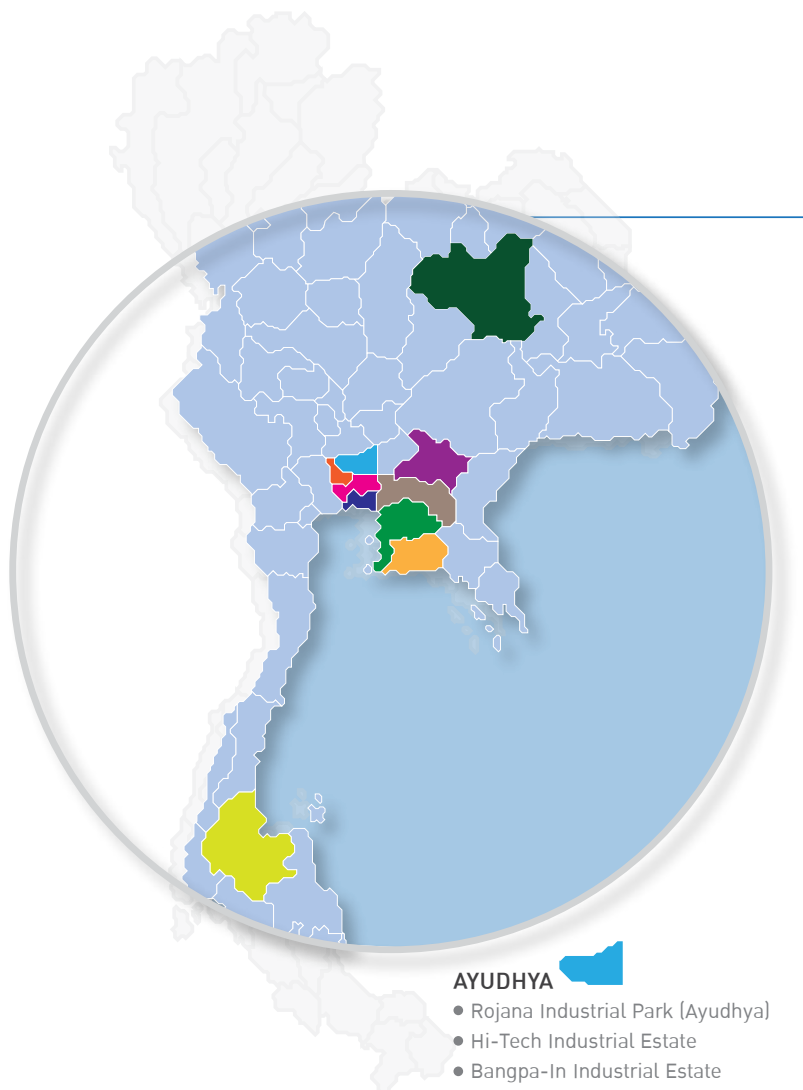 AYUDHYA
• Rojana Industrial Park (Ayudhya)
• Hi-Tech Industrial Estate
• Bangpa-In Industrial Estate